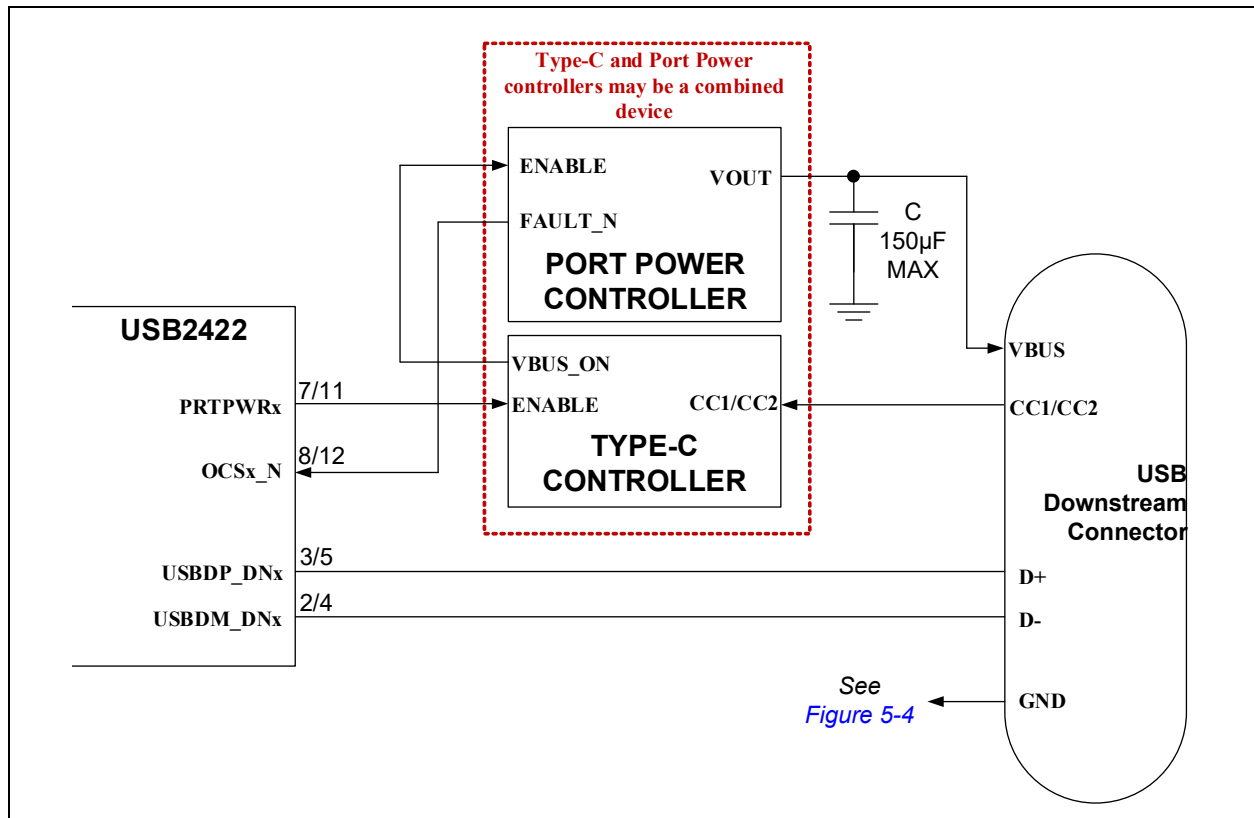 Type-C and Port Power
controllers may be a combined
device
ENABLE
VOUT
FAULT_N
PORT POWER
CONTROLLER
C
150µF
MAX
USB2422
VBUS_ON
VBUS
PRTPWRx
7/11
ENABLE
CC1/CC2
CC1/CC2
TYPE-C
CONTROLLER
OCSx_N
8/12
USB
Downstream
Connector
USBDP_DNx
3/5
D+
USBDM_DNx
2/4
D-
See
Figure 5-4
GND